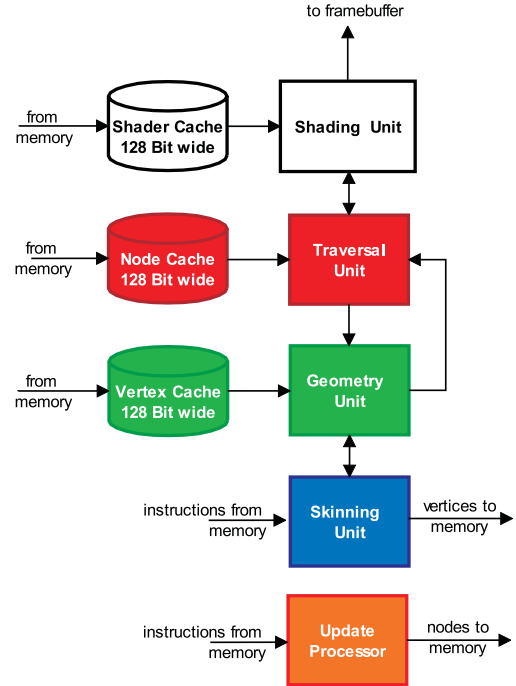 to framebuffer
from
memory
Shader Cache
128 Bit wide
Shading Unit
from
memory
Node Cache
128 Bit wide
Traversal
Unit
from
memory
Vertex Cache
128 Bit wide
Geometry
Unit
instructions from
memory
Skinning
Unit
vertices to
memory
instructions from
memory
Update
Processor
nodes to
memory